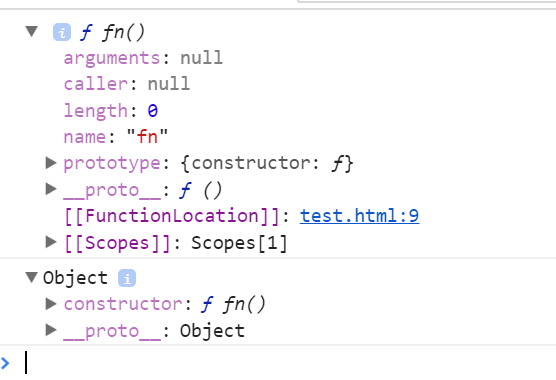 ▼ i ƒ fn()
arguments: null
caller: null
length: 0
name: "fn"
▶ prototype: {constructor: ƒ}
▶ __proto__: ƒ ()
[[FunctionLocation]]: test.html:9
▶ [[Scopes]]: Scopes[1]
▼ Object i
▶ constructor: ƒ fn()
▶ __proto__: Object
>